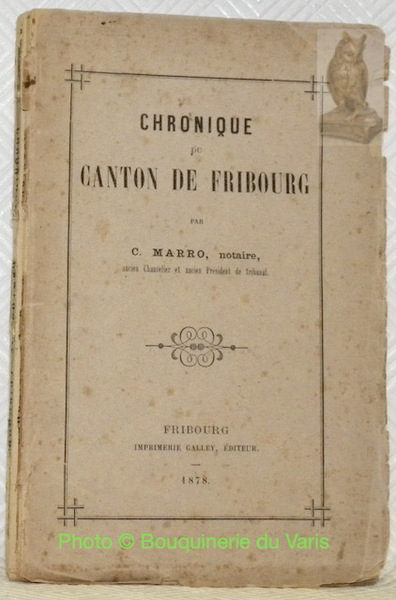 CHRONIQUE
DU
CANTON DE FRIBOURG
PAR
C. MARRO, notaire,
ancien Chancelier et ancien Président de tribunal.
FRIBOURG
IMPRIMERIE GALLEY, ÉDITEUR.
1878.
Photo © Bouquinerie du Varis